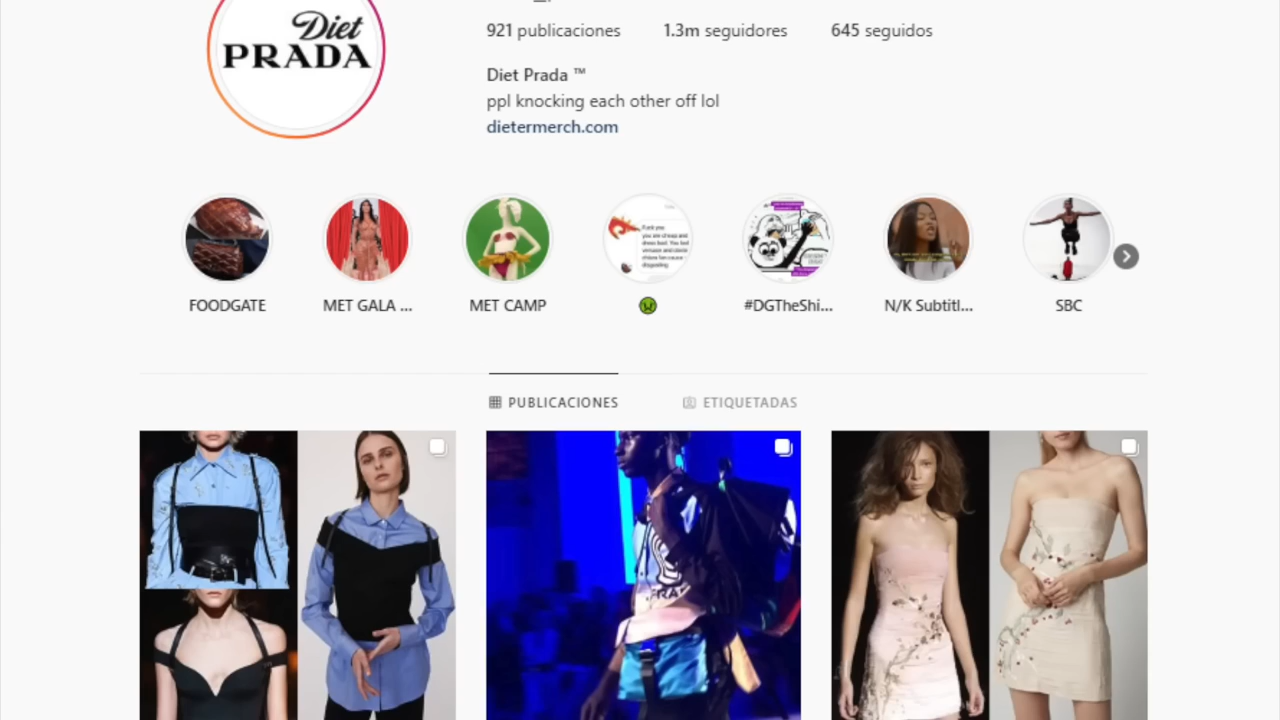 Diet
PRADA
921 publicaciones 1.3m seguidores 645 seguidos
Diet Prada ™
ppl knocking each other off lol
dietermerch.com
FOODGATE MET GALA ... MET CAMP #DGTheShi... N/K Subtitl... SBC
PUBLICACIONES ETIQUETADAS